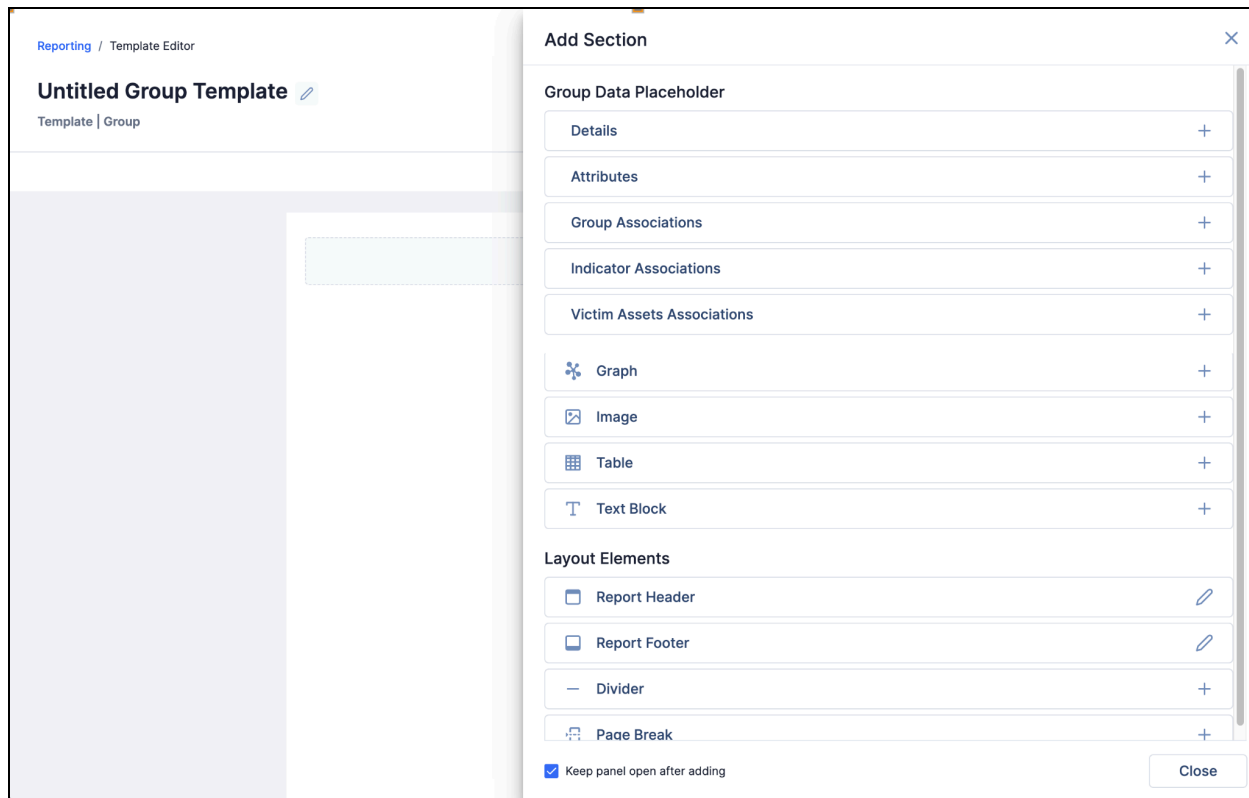 Reporting / Template Editor
Untitled Group Template
Template | Group
Add Section
Group Data Placeholder
Details
Attributes
Group Associations
Indicator Associations
Victim Assets Associations
Graph
Image
Table
Text Block
Layout Elements
Report Header
Report Footer
Divider
Page Break
Keep panel open after adding
Close